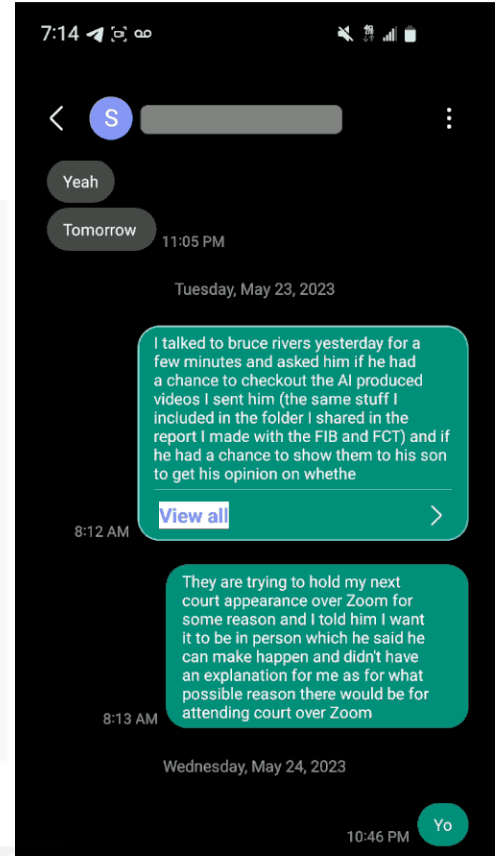 7:14
S
Yeah
Tomorrow
11:05 PM
Tuesday, May 23, 2023
I talked to bruce rivers yesterday for a
few minutes and asked him if he had
a chance to checkout the AI produced
videos I sent him (the same stuff I
included in the folder I shared in the
report I made with the FIB and FCT) and if
he had a chance to show them to his son
to get his opinion on whethe
View all
8:12 AM
They are trying to hold my next
court appearance over Zoom for
some reason and I told him I want
it to be in person which he said he
can make happen and didn't have
an explanation for me as for what
possible reason there would be for
attending court over Zoom
8:13 AM
Wednesday, May 24, 2023
Yo
10:46 PM